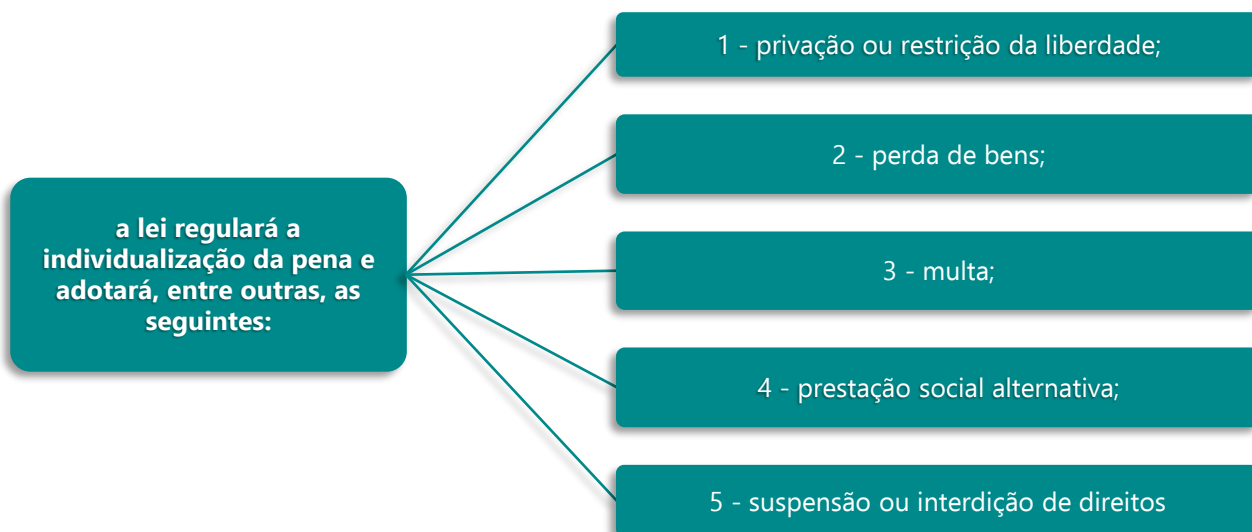 a lei regulará a
individualização da pena e
adotará, entre outras, as
seguintes:
1 - privação ou restrição da liberdade;
2 - perda de bens;
3 - multa;
4 - prestação social alternativa;
5 - suspensão ou interdição de direitos